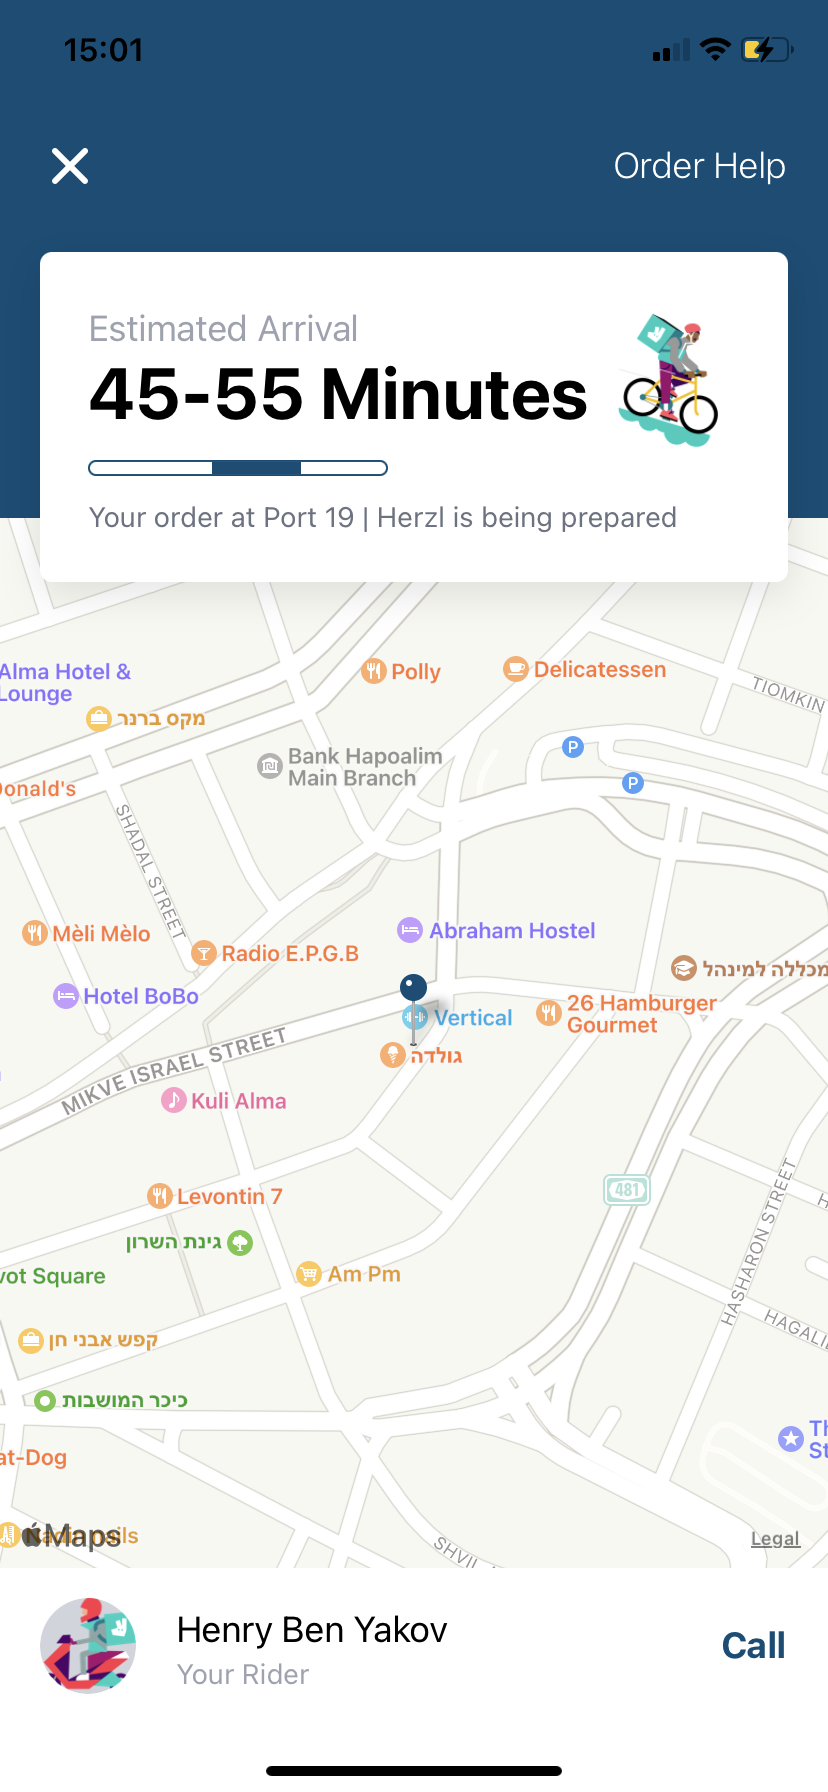 15:01
Order Help
Estimated Arrival
45-55 Minutes
Your order at Port 19 | Herzl is being prepared
Alma Hotel &
Lounge
Polly
Delicatessen
TIOMKIN
מקס ברנר
Bank Hapoalim
Main Branch
P
P
onald's
SHADAL STREET
Mèli Mèlo
Radio E.P.G.B
Abraham Hostel
מכללה למינהל
Hotel BoBo
Vertical
26 Hamburger
Gourmet
גולדה
MIKVE ISRAEL STREET
Kuli Alma
481
Levontin 7
HASHARON STREET
גינת השרון
vot Square
Am Pm
HAGALIL
קפש אבני חן
כיכר המושבות
Th
St
at-Dog
Nadin nails
Maps
Legal
SHVIL
Henry Ben Yakov
Your Rider
Call